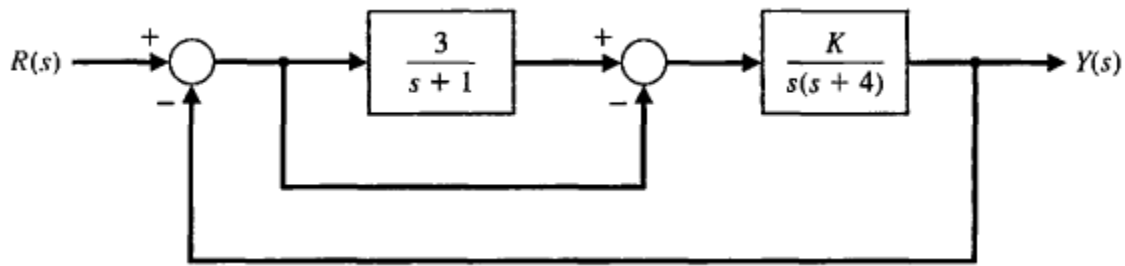 R(s)
+
−
3
s + 1
+
−
K
s(s + 4)
Y(s)